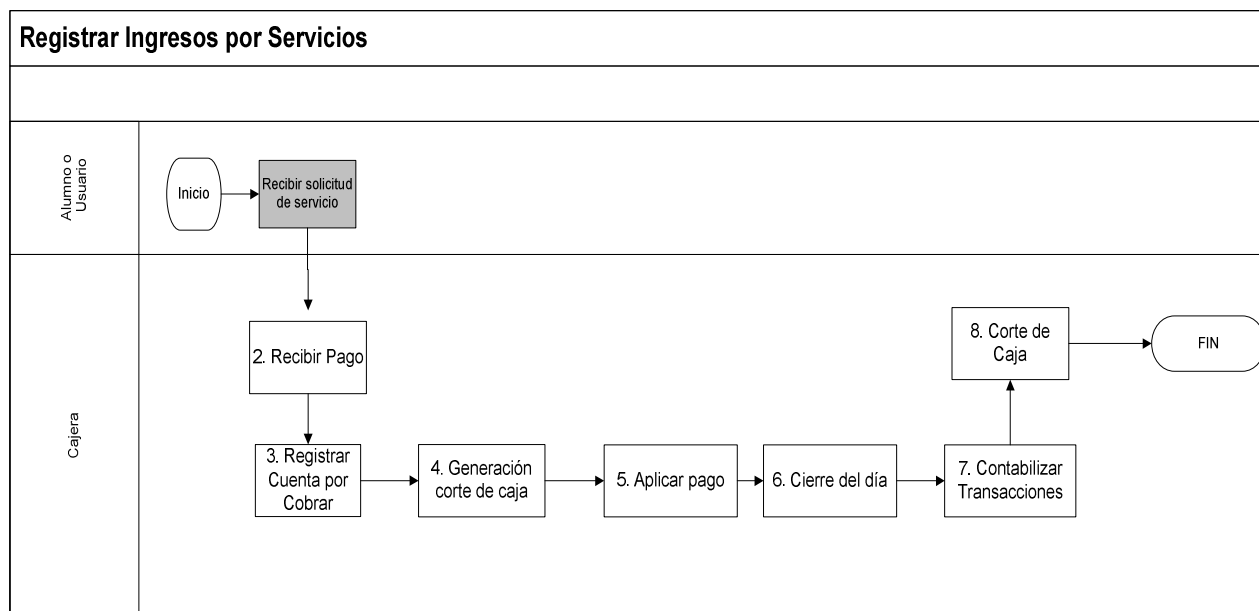 Registrar Ingresos por Servicios
Alumno o
Usuario
Inicio
Recibir solicitud
de servicio
Cajera
2. Recibir Pago
3. Registrar
Cuenta por
Cobrar
4. Generación
corte de caja
5. Aplicar pago
6. Cierre del día
7. Contabilizar
Transacciones
8. Corte de
Caja
FIN